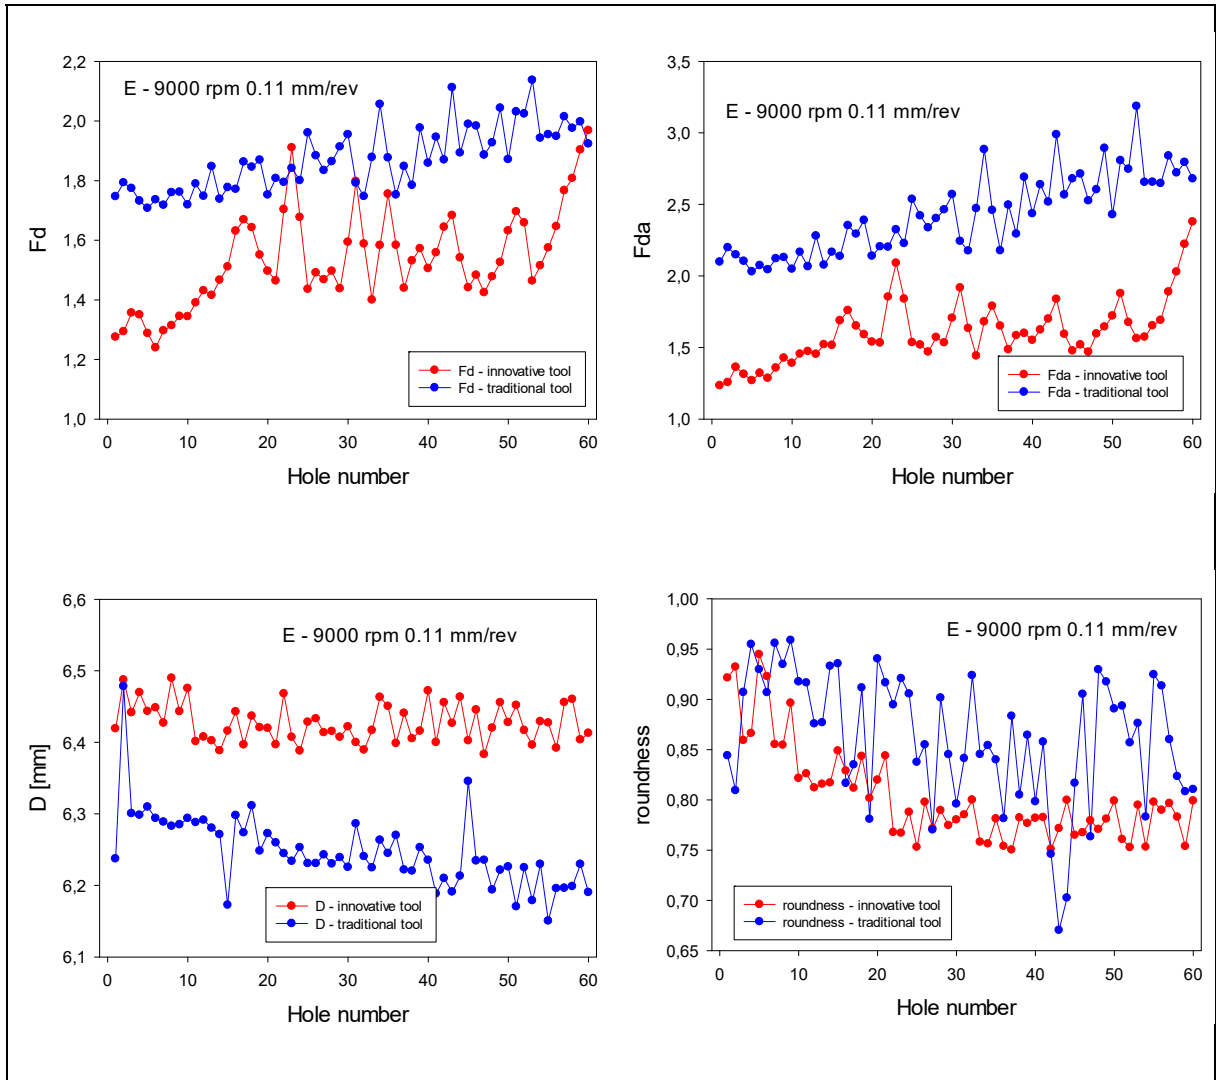 E - 9000 rpm 0.11 mm/rev
2,2
2,0
1,8
1,6
1,4
1,2
1,0
Fd
Fd - innovative tool
Fd - traditional tool
0 10 20 30 40 50 60
Hole number
E - 9000 rpm 0.11 mm/rev
3,5
3,0
2,5
2,0
1,5
1,0
Fda
Fda - innovative tool
Fda - traditional tool
0 10 20 30 40 50 60
Hole number
E - 9000 rpm 0.11 mm/rev
6,6
6,5
6,4
6,3
6,2
6,1
D [mm]
D - innovative tool
D - traditional tool
0 10 20 30 40 50 60
Hole number
E - 9000 rpm 0.11 mm/rev
1,00
0,95
0,90
0,85
0,80
0,75
0,70
0,65
roundness
roundness - innovative tool
roundness - traditional tool
0 10 20 30 40 50 60
Hole number